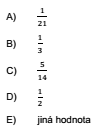 A) 1/21
B) 1/3
C) 5/14
D) 1/2
E) jiná hodnota